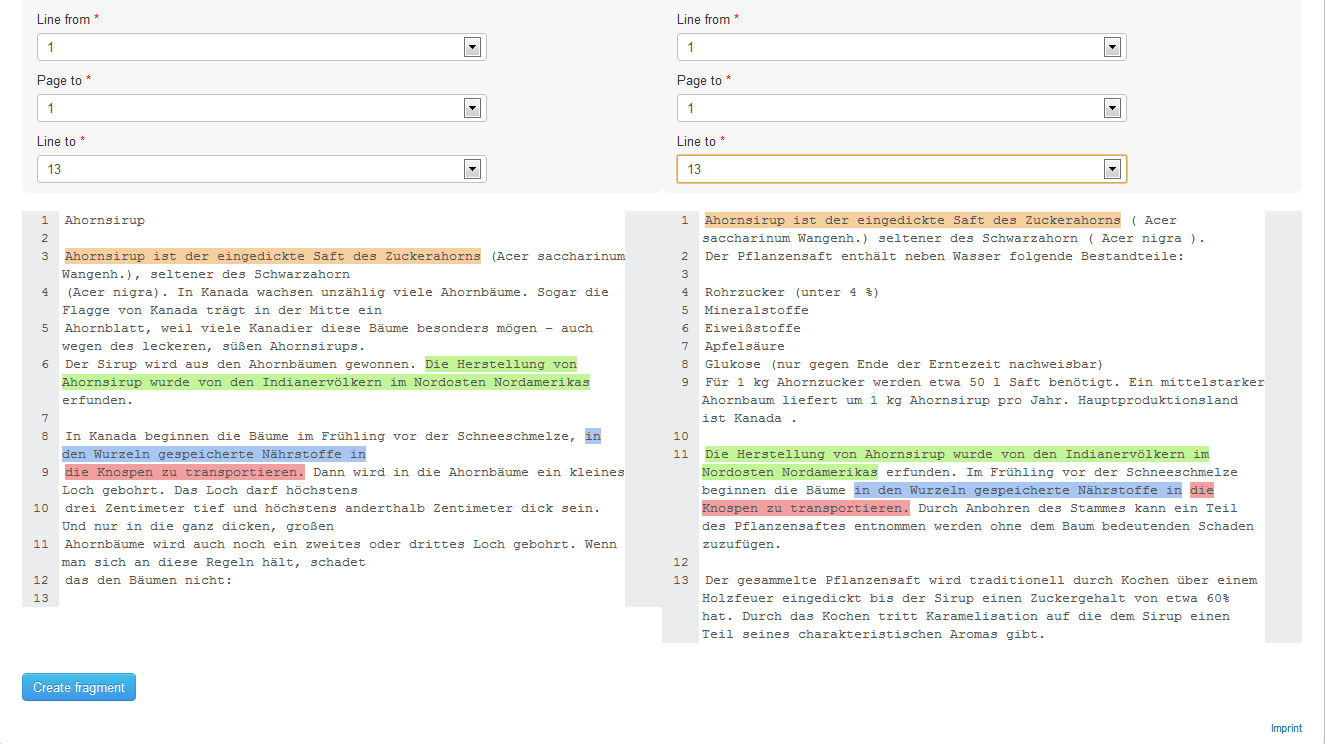 Line from *
1
Page to *
1
Line to *
13
Line from *
1
Page to *
1
Line to *
13
1 Ahornsirup
2
3 Ahornsirup ist der eingedickte Saft des Zuckerahorns (Acer saccharinum
Wangenh.), seltener des Schwarzahorn
4 (Acer nigra). In Kanada wachsen unzählig viele Ahornbäume. Sogar die
Flagge von Kanada trägt in der Mitte ein
5 Ahornblatt, weil viele Kanadier diese Bäume besonders mögen – auch
wegen des leckeren, süßen Ahornsirups.
6 Der Sirup wird aus den Ahornbäumen gewonnen. Die Herstellung von
Ahornsirup wurde von den Indianervölkern im Nordosten Nordamerikas
erfunden.
7
8 In Kanada beginnen die Bäume im Frühling vor der Schneeschmelze, in
den Wurzeln gespeicherte Nährstoffe in
9 die Knospen zu transportieren. Dann wird in die Ahornbäume ein kleines
Loch gebohrt. Das Loch darf höchstens
10 drei Zentimeter tief und höchstens anderthalb Zentimeter dick sein.
Und nur in die ganz dicken, großen
11 Ahornbäume wird auch noch ein zweites oder drittes Loch gebohrt. Wenn
man sich an diese Regeln hält, schadet
12 das den Bäumen nicht:
13
1 Ahornsirup ist der eingedickte Saft des Zuckerahorns ( Acer
saccharinum Wangenh.) seltener des Schwarzahorn ( Acer nigra ).
2 Der Pflanzensaft enthält neben Wasser folgende Bestandteile:
3
4 Rohrzucker (unter 4 %)
5 Mineralstoffe
6 Eiweißstoffe
7 Apfelsäure
8 Glukose (nur gegen Ende der Erntezeit nachweisbar)
9 Für 1 kg Ahornzucker werden etwa 50 l Saft benötigt. Ein mittelstarker
Ahornbaum liefert um 1 kg Ahornsirup pro Jahr. Hauptproduktionsland
ist Kanada .
10
11 Die Herstellung von Ahornsirup wurde von den Indianervölkern im
Nordosten Nordamerikas erfunden. Im Frühling vor der Schneeschmelze
beginnen die Bäume in den Wurzeln gespeicherte Nährstoffe in die
Knospen zu transportieren. Durch Anbohren des Stammes kann ein Teil
des Pflanzensaftes entnommen werden ohne dem Baum bedeutenden Schaden
zuzufügen.
12
13 Der gesammelte Pflanzensaft wird traditionell durch Kochen über einem
Holzfeuer eingedickt bis der Sirup einen Zuckergehalt von etwa 60%
hat. Durch das Kochen tritt Karamelisation auf die dem Sirup einen
Teil seines charakteristischen Aromas gibt.
Create fragment
Imprint